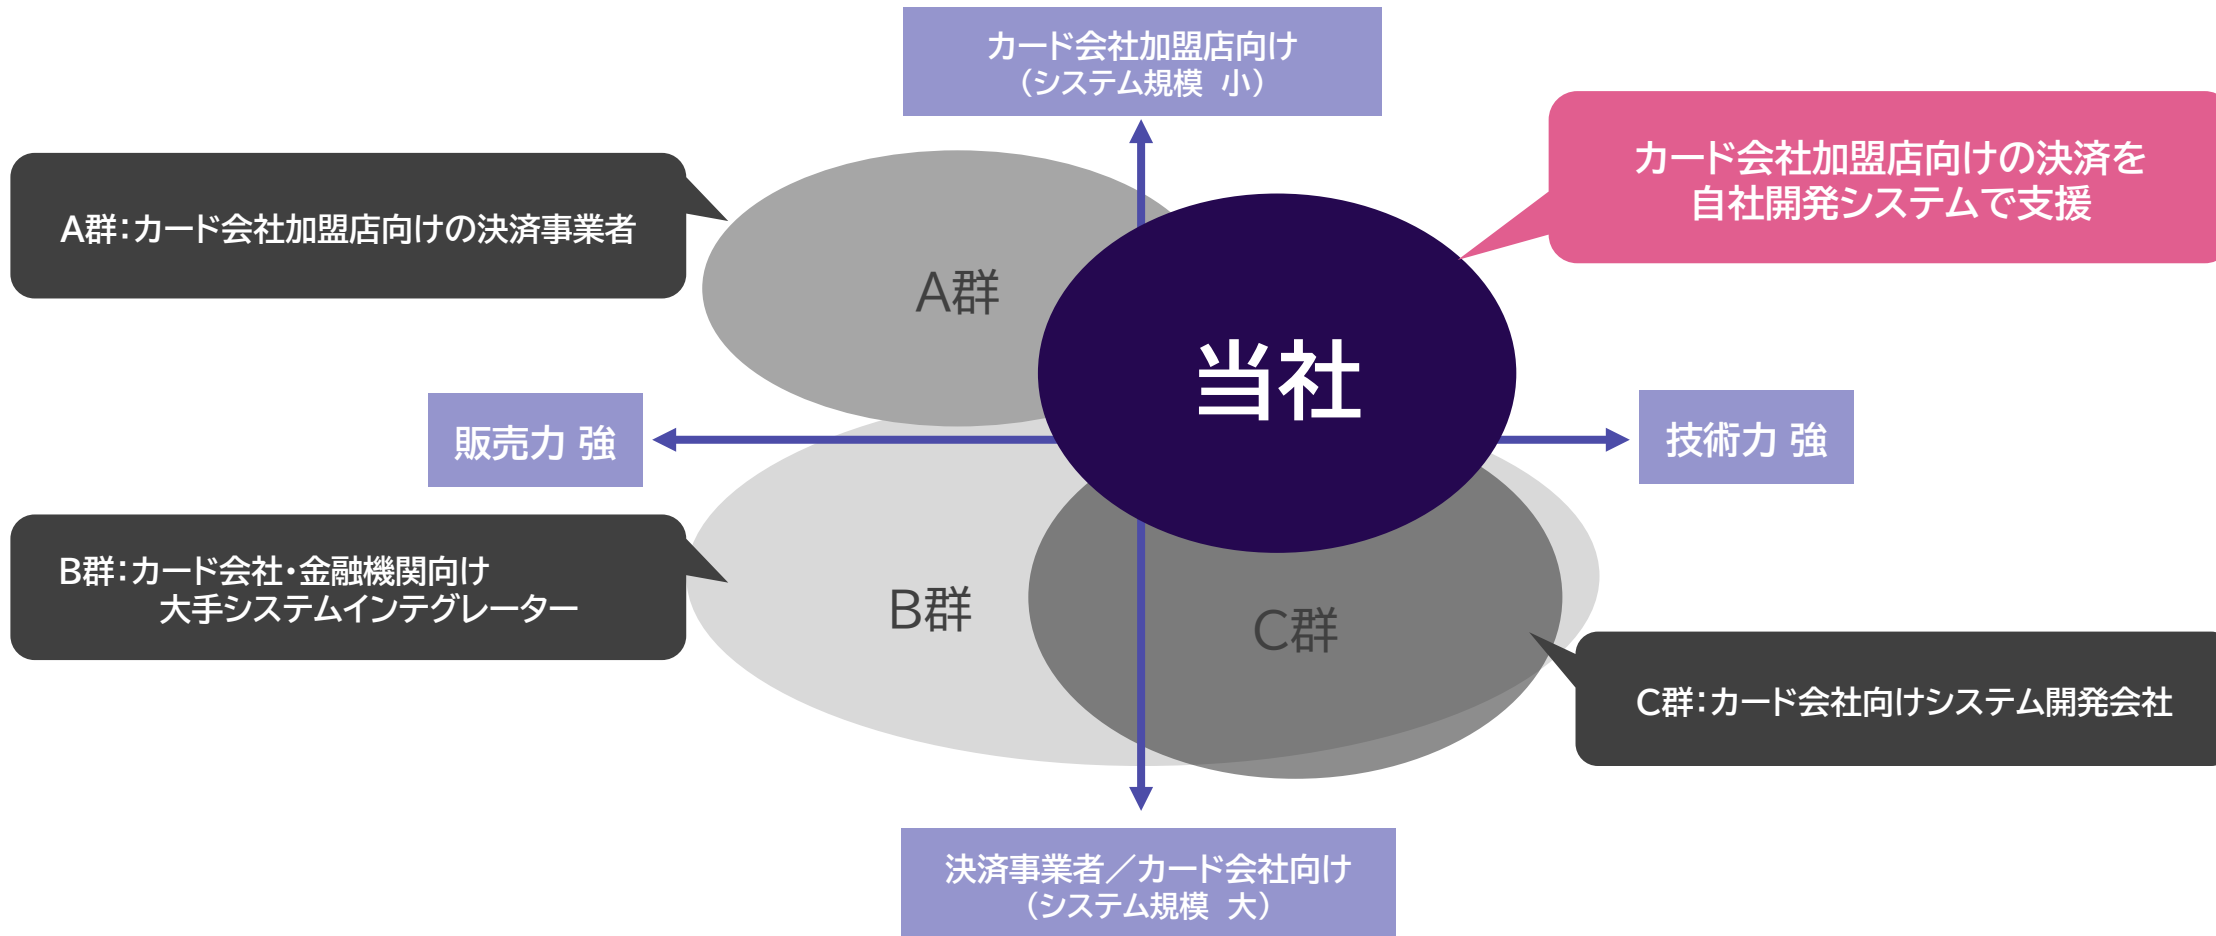 カード会社加盟店向け
（システム規模 小）
カード会社加盟店向けの決済を
自社開発システムで支援
A群：カード会社加盟店向けの決済事業者
A群
当社
販売力 強
技術力 強
B群：カード会社・金融機関向け
大手システムインテグレーター
B群
C群
C群：カード会社向けシステム開発会社
決済事業者／カード会社向け
（システム規模 大）